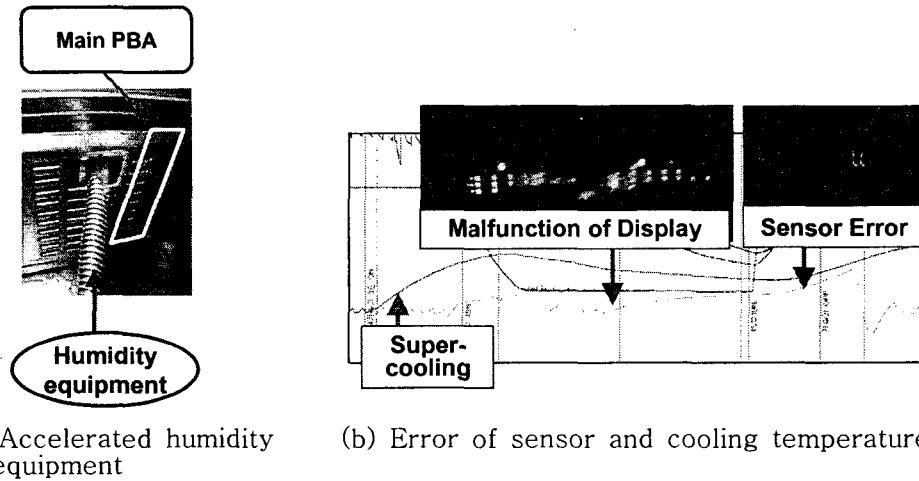 Main PBA
Humidity
equipment
Malfunction of Display
Sensor Error
Super-
cooling
Accelerated humidity
equipment
(b) Error of sensor and cooling temperature